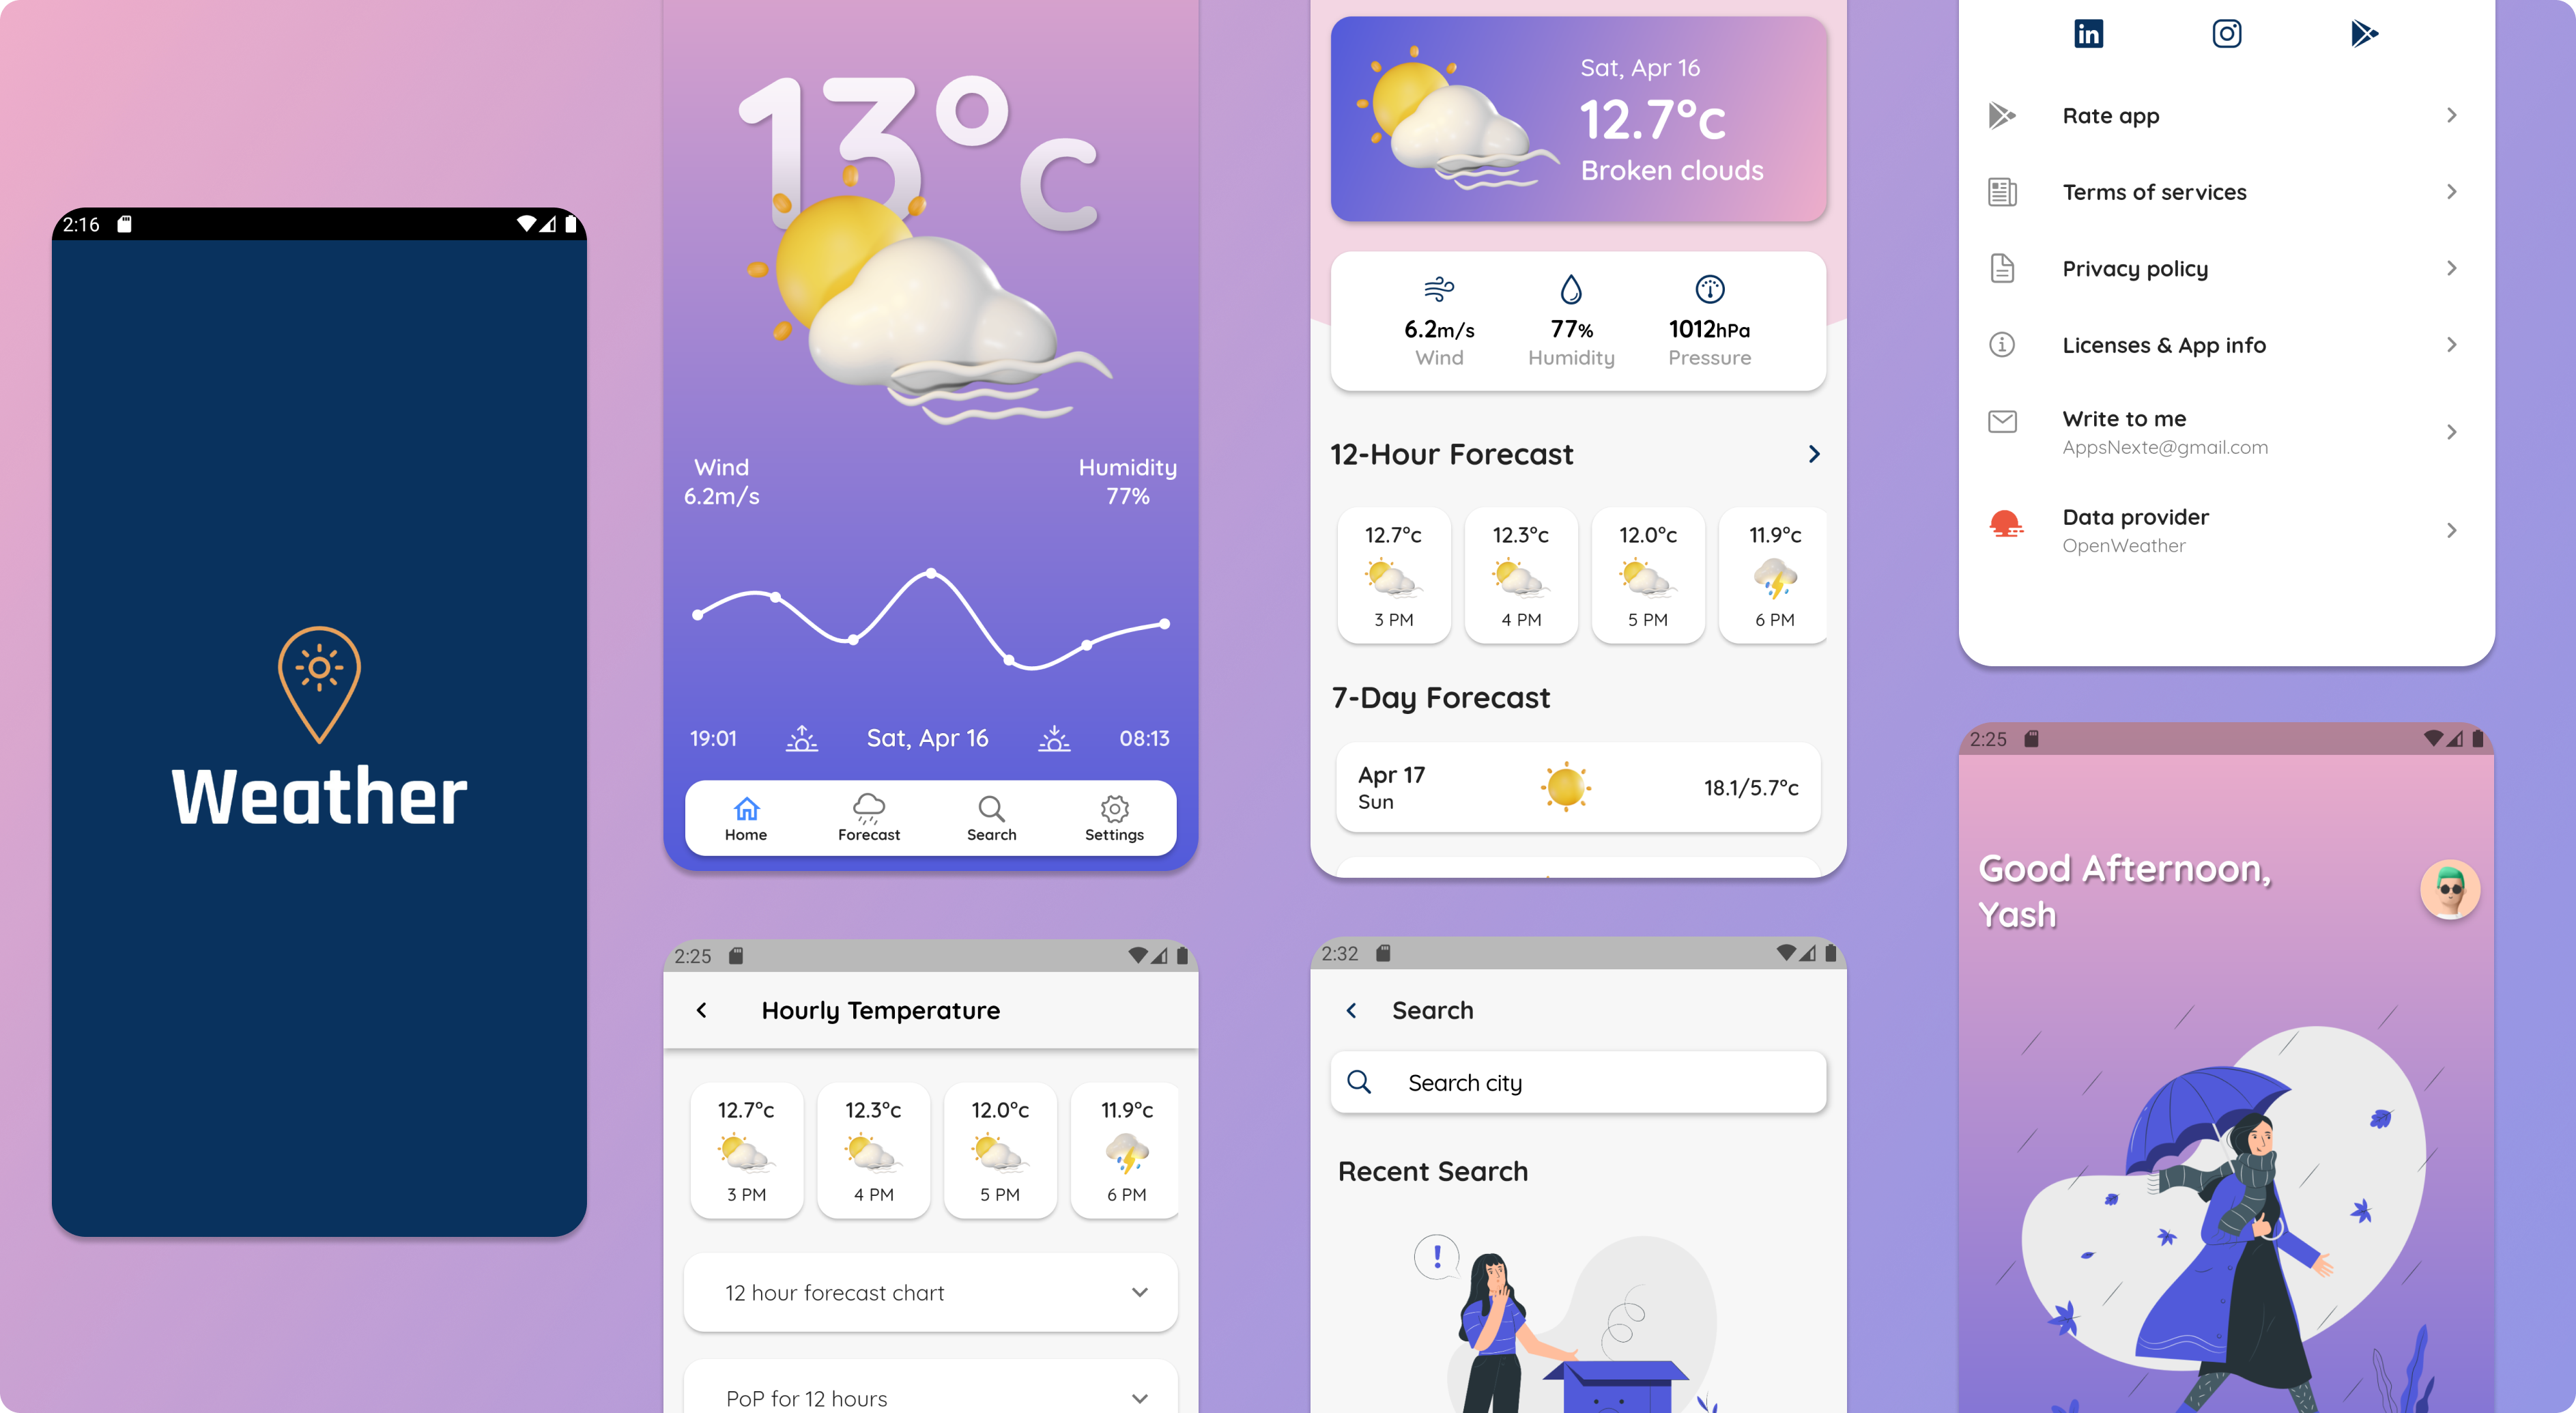 2:16
Weather
13°c
Wind
6.2m/s
Humidity
77%
19:01
Sat, Apr 16
08:13
Home
Forecast
Search
Settings
2:25
Hourly Temperature
12.7°c
12.3°c
12.0°c
11.9°c
3 PM
4 PM
5 PM
6 PM
12 hour forecast chart
PoP for 12 hours
Sat, Apr 16
12.7°c
Broken clouds
6.2m/s
77%
1012hPa
Wind
Humidity
Pressure
12-Hour Forecast
12.7°c
12.3°c
12.0°c
11.9°c
3 PM
4 PM
5 PM
6 PM
7-Day Forecast
Apr 17
Sun
18.1/5.7°c
2:32
Search
Search city
Recent Search
!
in
Rate app
Terms of services
Privacy policy
Licenses & App info
Write to me
AppsNexte@gmail.com
Data provider
OpenWeather
2:25
Good Afternoon,
Yash